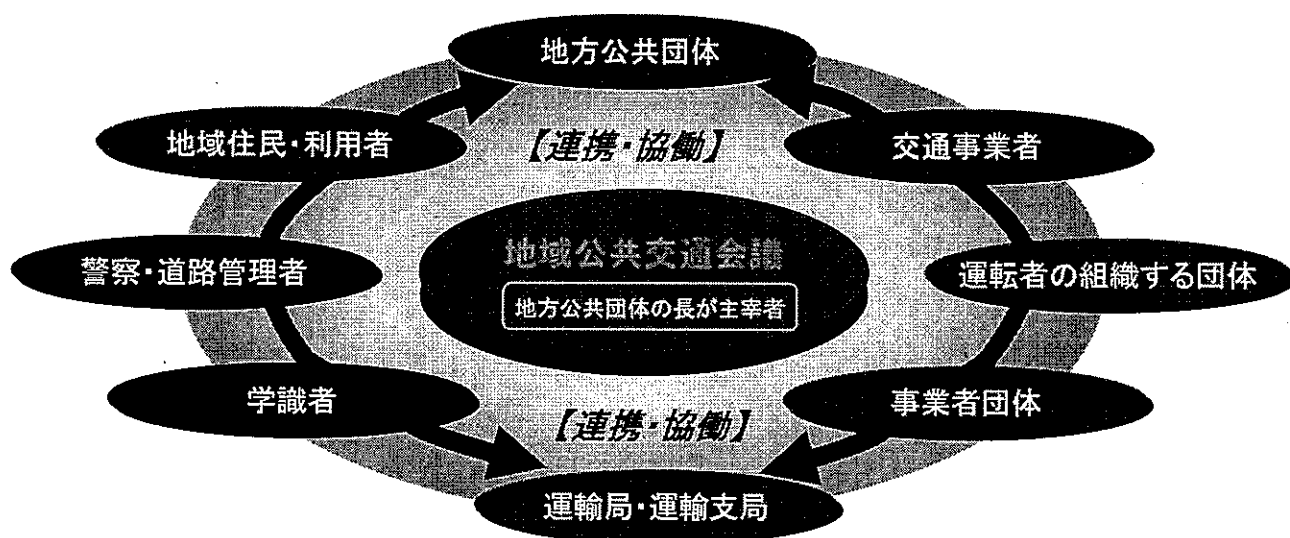 地方公共団体
地域住民・利用者
【連携・協働】
交通事業者
警察・道路管理者
地域公共交通会議
地方公共団体の長が主宰者
運転者の組織する団体
学識者
【連携・協働】
事業者団体
運輸局・運輸支局